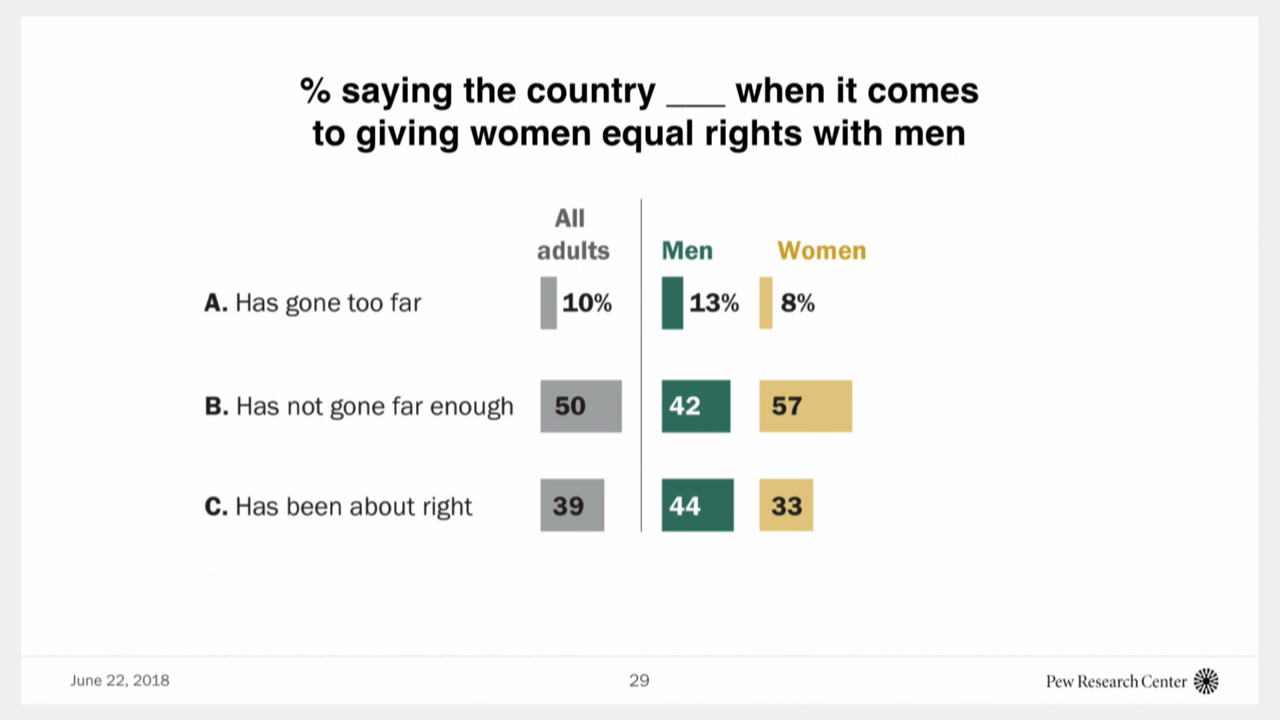 % saying the country ___ when it comes
to giving women equal rights with men
All
adults
Men
Women
A. Has gone too far
10%
13%
8%
B. Has not gone far enough
50
42
57
C. Has been about right
39
44
33
June 22, 2018
29
Pew Research Center